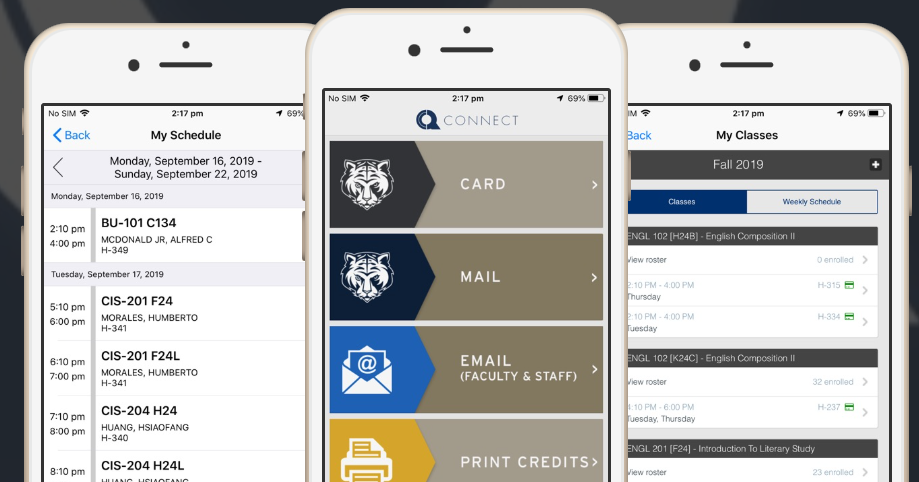 No SIM 2:17 pm 69%
Back My Schedule
Monday, September 16, 2019 -
Sunday, September 22, 2019
Monday, September 16, 2019
2:10 pm
4:00 pm
BU-101 C134
MCDONALD JR, ALFRED C
H-349
Tuesday, September 17, 2019
5:10 pm
6:00 pm
CIS-201 F24
MORALES, HUMBERTO
H-341
6:10 pm
7:00 pm
CIS-201 F24L
MORALES, HUMBERTO
H-341
7:10 pm
8:00 pm
CIS-204 H24
HUANG, HSIAOFANG
H-340
8:10 pm
CIS-204 H24L
HUANG, HSIAOFANG
No SIM 2:17 pm 69%
CONNECT
CARD
MAIL
@
EMAIL
(FACULTY & STAFF)
PRINT CREDITS
IM 2:17 pm 69%
Back My Classes
Fall 2019
Classes Weekly Schedule
ENGL 102 [H24B] - English Composition II
View roster 0 enrolled
2:10 PM - 4:00 PM H-315
Thursday
2:10 PM - 4:00 PM H-334
Tuesday
ENGL 102 [K24C] - English Composition II
View roster 32 enrolled
4:10 PM - 6:00 PM H-237
Tuesday, Thursday
ENGL 201 [F24] - Introduction To Literary Study
View roster 23 enrolled